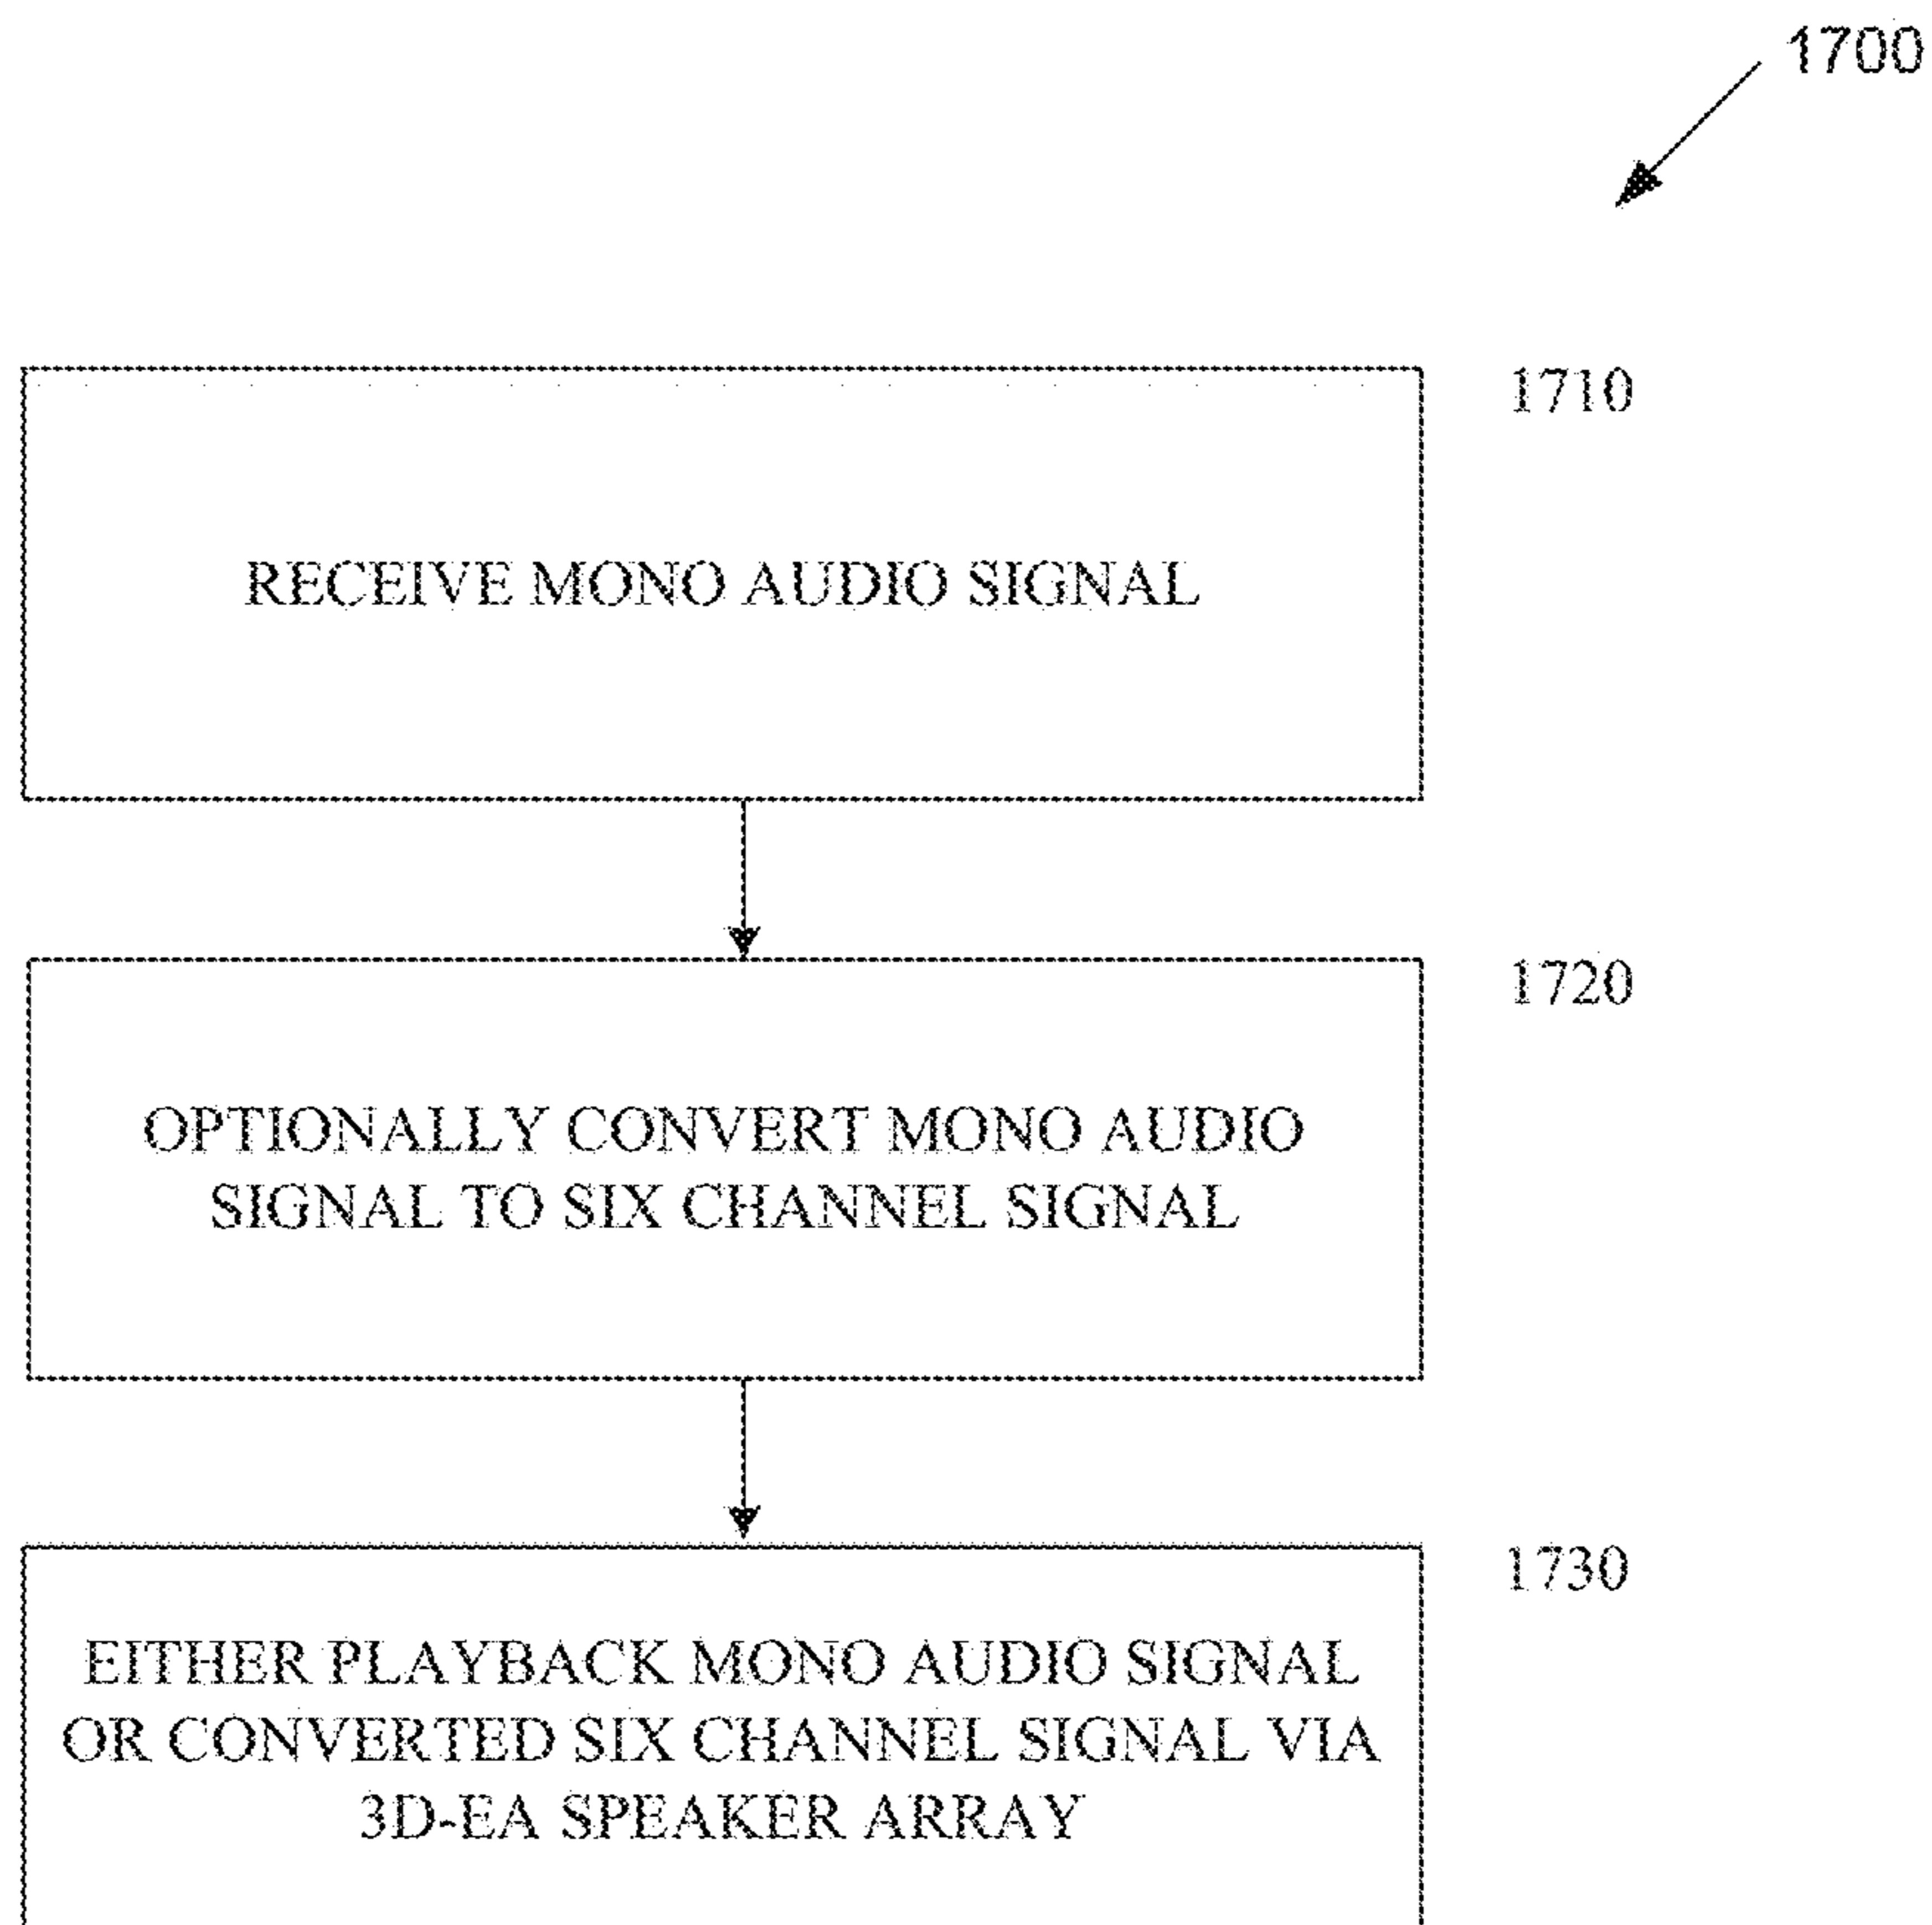 1700
1710
RECEIVE MONO AUDIO SIGNAL
1720
OPTIONALLY CONVERT MONO AUDIO
SIGNAL TO SIX CHANNEL SIGNAL
1730
EITHER PLAYBACK MONO AUDIO SIGNAL
OR CONVERTED SIX CHANNEL SIGNAL VIA
3D-EA SPEAKER ARRAY